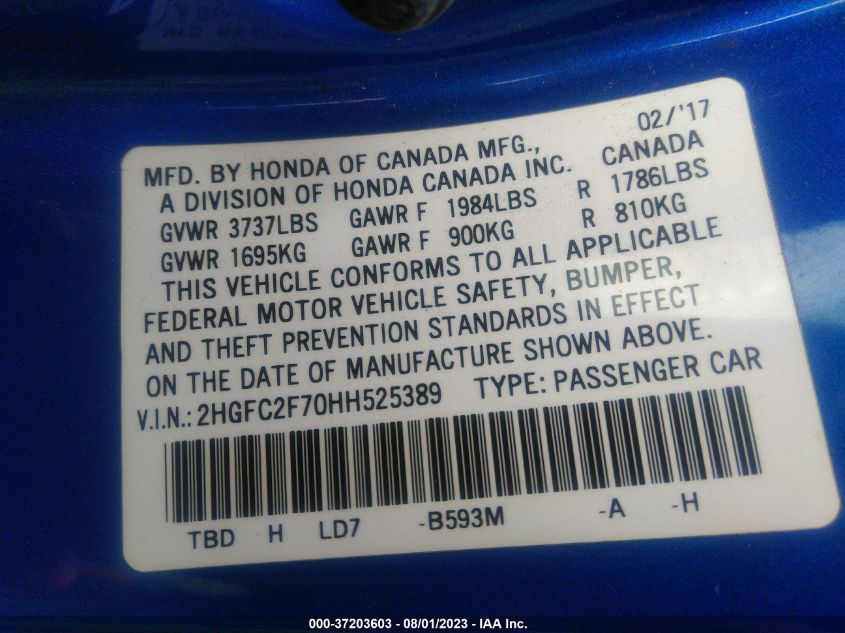 02/'17
MFD. BY HONDA OF CANADA MFG.,
A DIVISION OF HONDA CANADA INC. CANADA
GVWR 3737LBS GAWR F 1984LBS R 1786LBS
GVWR 1695KG GAWR F 900KG R 810KG
THIS VEHICLE CONFORMS TO ALL APPLICABLE
FEDERAL MOTOR VEHICLE SAFETY, BUMPER,
AND THEFT PREVENTION STANDARDS IN EFFECT
ON THE DATE OF MANUFACTURE SHOWN ABOVE.
V.I.N.: 2HGFC2F70HH525389 TYPE: PASSENGER CAR
TBD H LD7 -B593M -A -H
000-37203603 - 08/01/2023 - IAA Inc.